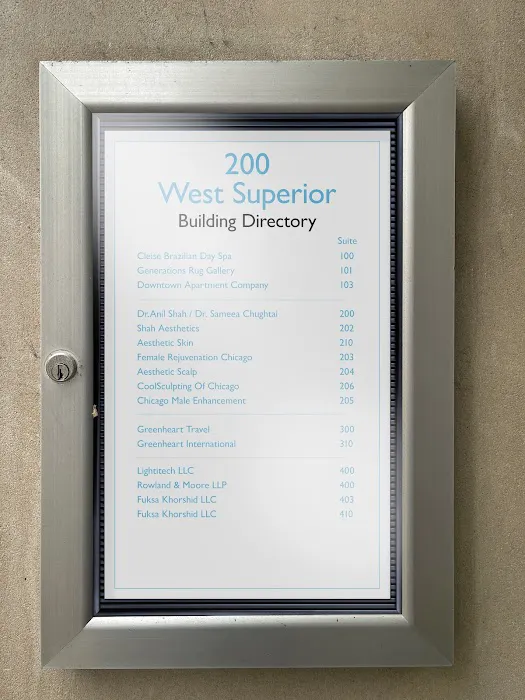 200
West Superior
Building Directory
Suite
Cleise Brazilian Day Spa 100
Generations Rug Gallery 101
Downtown Apartment Company 103
Dr.Anil Shah / Dr. Sameea Chughtai 200
Shah Aesthetics 202
Aesthetic Skin 210
Female Rejuvenation Chicago 203
Aesthetic Scalp 204
CoolSculpting Of Chicago 206
Chicago Male Enhancement 205
Greenheart Travel 300
Greenheart International 310
Lightitech LLC 400
Rowland & Moore LLP 400
Fuksa Khorshid LLC 403
Fuksa Khorshid LLC 410